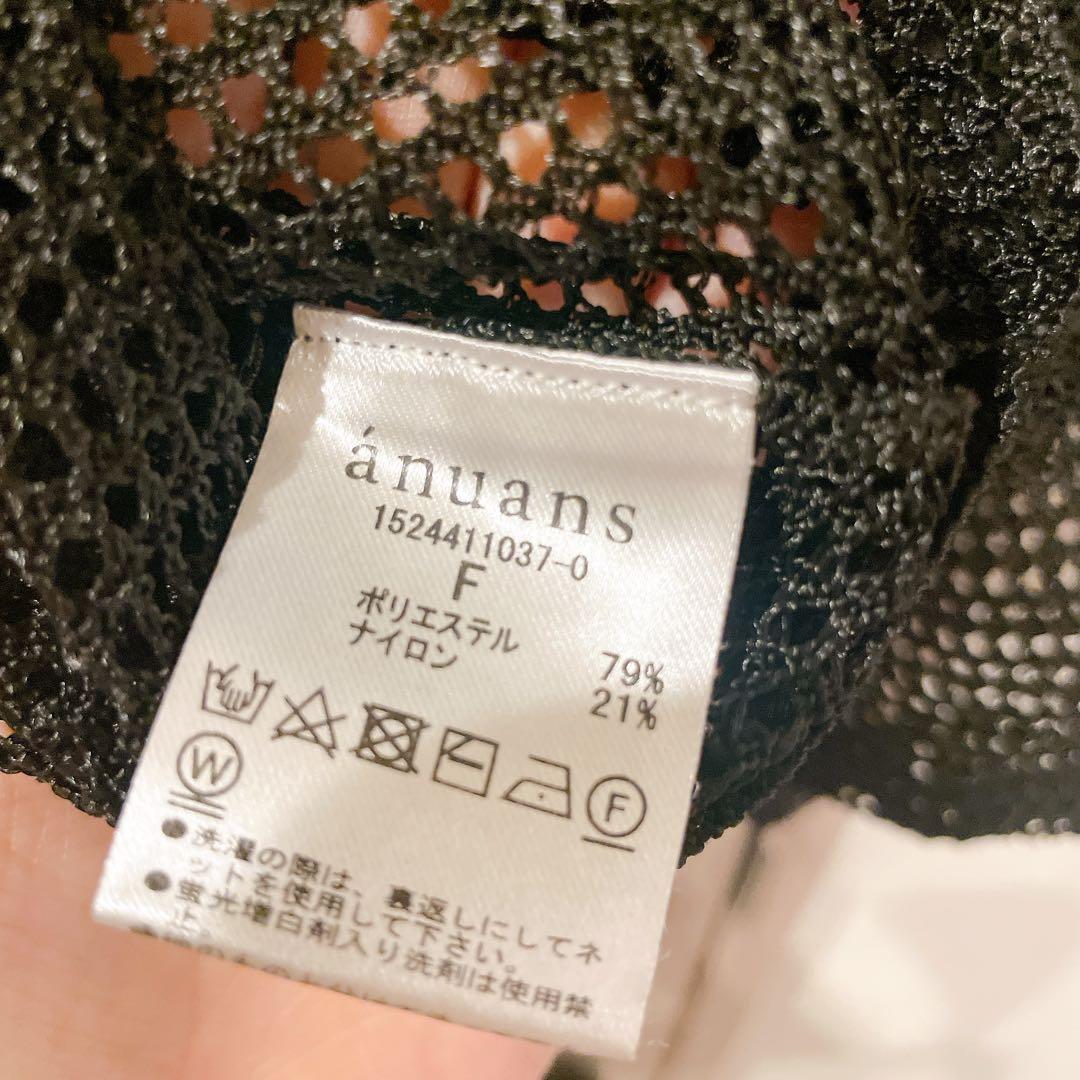 ánuans
1524411037-0
F
ポリエステル 79%
ナイロン 21%
F
W
●洗濯の際は、裏返しにしてネ
ットを使用して下さい。
●蛍光増白剤入り洗剤は使用禁
止